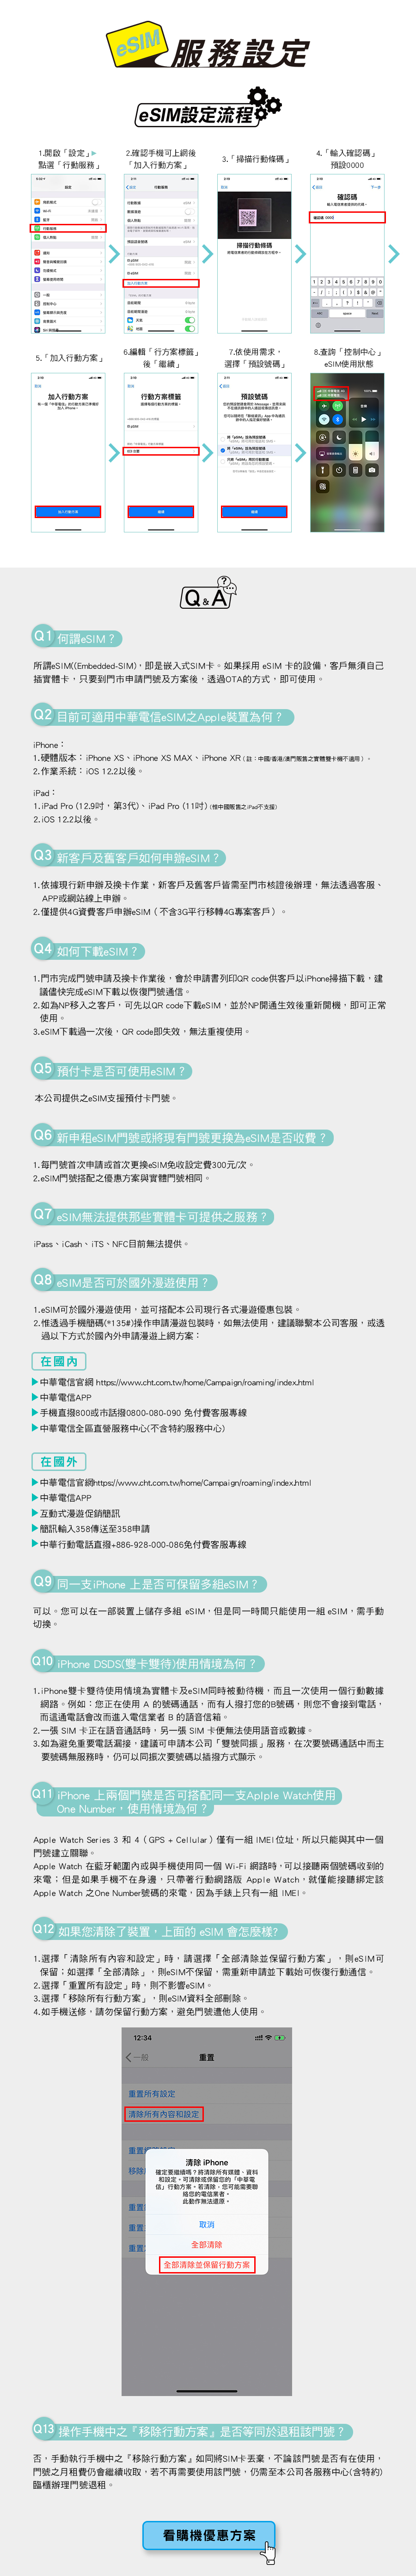 eSIM 服務設定
eSIM設定流程
1.開啟「設定」▶
點選「行動服務」
2.確認手機可上網後
「加入行動方案」
3.「掃描行動條碼」
4.「輸入確認碼」
預設0000
設定
行動服務
加入行動方案
掃描行動條碼
確認碼
確認碼 0000
5.「加入行動方案」
6.編輯「行方案標籤」
後「繼續」
7.依使用需求，
選擇「預設號碼」
8.查詢「控制中心」
eSIM使用狀態
加入行動方案
加入行動方案
行動方案標籤
繼續
預設號碼
繼續
Q&A
Q1 何謂eSIM？
所謂eSIM((Embedded-SIM)，即是嵌入式SIM卡。如果採用 eSIM 卡的設備，客戶無須自己
插實體卡，只要到門市申請門號及方案後，透過OTA的方式，即可使用。
Q2 目前可適用中華電信eSIM之Apple裝置為何？
iPhone：
1.硬體版本：iPhone XS、iPhone XS MAX、iPhone XR（註：中國/香港/澳門販售之實體雙卡機不適用）。
2.作業系統：iOS 12.2以後。
iPad：
1.iPad Pro (12.9吋，第3代)、iPad Pro (11吋) (惟中國販售之iPad不支援)
2.iOS 12.2以後。
Q3 新客戶及舊客戶如何申辦eSIM？
1.依據現行新申辦及換卡作業，新客戶及舊客戶皆需至門市核證後辦理，無法透過客服、
APP或網站線上申辦。
2.僅提供4G資費客戶申辦eSIM（不含3G平行移轉4G專案客戶）。
Q4 如何下載eSIM？
1.門市完成門號申請及換卡作業後，會於申請書列印QR code供客戶以iPhone掃描下載，建
議儘快完成eSIM下載以恢復門號通信。
2.如為NP移入之客戶，可先以QR code下載eSIM，並於NP開通生效後重新開機，即可正常
使用。
3.eSIM下載過一次後，QR code即失效，無法重複使用。
Q5 預付卡是否可使用eSIM？
本公司提供之eSIM支援預付卡門號。
Q6 新申租eSIM門號或將現有門號更換為eSIM是否收費？
1.每門號首次申請或首次更換eSIM免收設定費300元/次。
2.eSIM門號搭配之優惠方案與實體門號相同。
Q7 eSIM無法提供那些實體卡可提供之服務？
iPass、iCash、iTS、NFC目前無法提供。
Q8 eSIM是否可於國外漫遊使用？
1.eSIM可於國外漫遊使用，並可搭配本公司現行各式漫遊優惠包裝。
2.惟透過手機簡碼(*135#)操作申請漫遊包裝時，如無法使用，建議聯繫本公司客服，或透
過以下方式於國內外申請漫遊上網方案：
在國內
▶中華電信官網 https://www.cht.com.tw/home/Campaign/roaming/index.html
▶中華電信APP
▶手機直撥800或市話撥0800-080-090 免付費客服專線
▶中華電信全區直營服務中心(不含特約服務中心)
在國外
▶中華電信官網https://www.cht.com.tw/home/Campaign/roaming/index.html
▶中華電信APP
▶互動式漫遊促銷簡訊
▶簡訊輸入358傳送至358申請
▶中華行動電話直撥+886-928-000-086免付費客服專線
Q9 同一支iPhone 上是否可保留多組eSIM？
可以。您可以在一部裝置上儲存多組 eSIM，但是同一時間只能使用一組 eSIM，需手動
切換。
Q10 iPhone DSDS(雙卡雙待)使用情境為何？
1.iPhone雙卡雙待使用情境為實體卡及eSIM同時被動待機，而且一次使用一個行動數據
網路。例如：您正在使用 A 的號碼通話，而有人撥打您的B號碼，則您不會接到電話，
而這通電話會改而進入電信業者 B 的語音信箱。
2.一張 SIM 卡正在語音通話時，另一張 SIM 卡便無法使用語音或數據。
3.如為避免重要電話漏接，建議可申請本公司「雙號同振」服務，在次要號碼通話中而主
要號碼無服務時，仍可以同振次要號碼以插撥方式顯示。
Q11 iPhone 上兩個門號是否可搭配同一支Aplple Watch使用
One Number，使用情境為何？
Apple Watch Series 3 和 4（GPS + Cellular）僅有一組 IMEI 位址，所以只能與其中一個
門號建立關聯。
Apple Watch 在藍牙範圍內或與手機使用同一個 Wi-Fi 網路時，可以接聽兩個號碼收到的
來電；但是如果手機不在身邊，只帶著行動網路版 Apple Watch，就僅能接聽綁定該
Apple Watch 之One Number號碼的來電，因為手錶上只有一組 IMEI。
Q12 如果您清除了裝置，上面的 eSIM 會怎麼樣?
1.選擇「清除所有內容和設定」時，請選擇「全部清除並保留行動方案」，則eSIM可
保留；如選擇「全部清除」，則eSIM不保留，需重新申請並下載始可恢復行動通信。
2.選擇「重置所有設定」時，則不影響eSIM。
3.選擇「移除所有行動方案」，則eSIM資料全部刪除。
4.如手機送修，請勿保留行動方案，避免門號遭他人使用。
12:34
一般 重置
重置所有設定
清除所有內容和設定
清除 iPhone
確定要繼續嗎？將清除所有媒體、資料
和設定。可清除或保留您的「中華電
信」行動方案。若清除，您可能需要聯
絡您的電信業者。
此動作無法還原。
取消
全部清除
全部清除並保留行動方案
Q13 操作手機中之『移除行動方案』是否等同於退租該門號？
否，手動執行手機中之『移除行動方案』如同將SIM卡丟棄，不論該門號是否有在使用，
門號之月租費仍會繼續收取，若不再需要使用該門號，仍需至本公司各服務中心(含特約)
臨櫃辦理門號退租。
看購機優惠方案